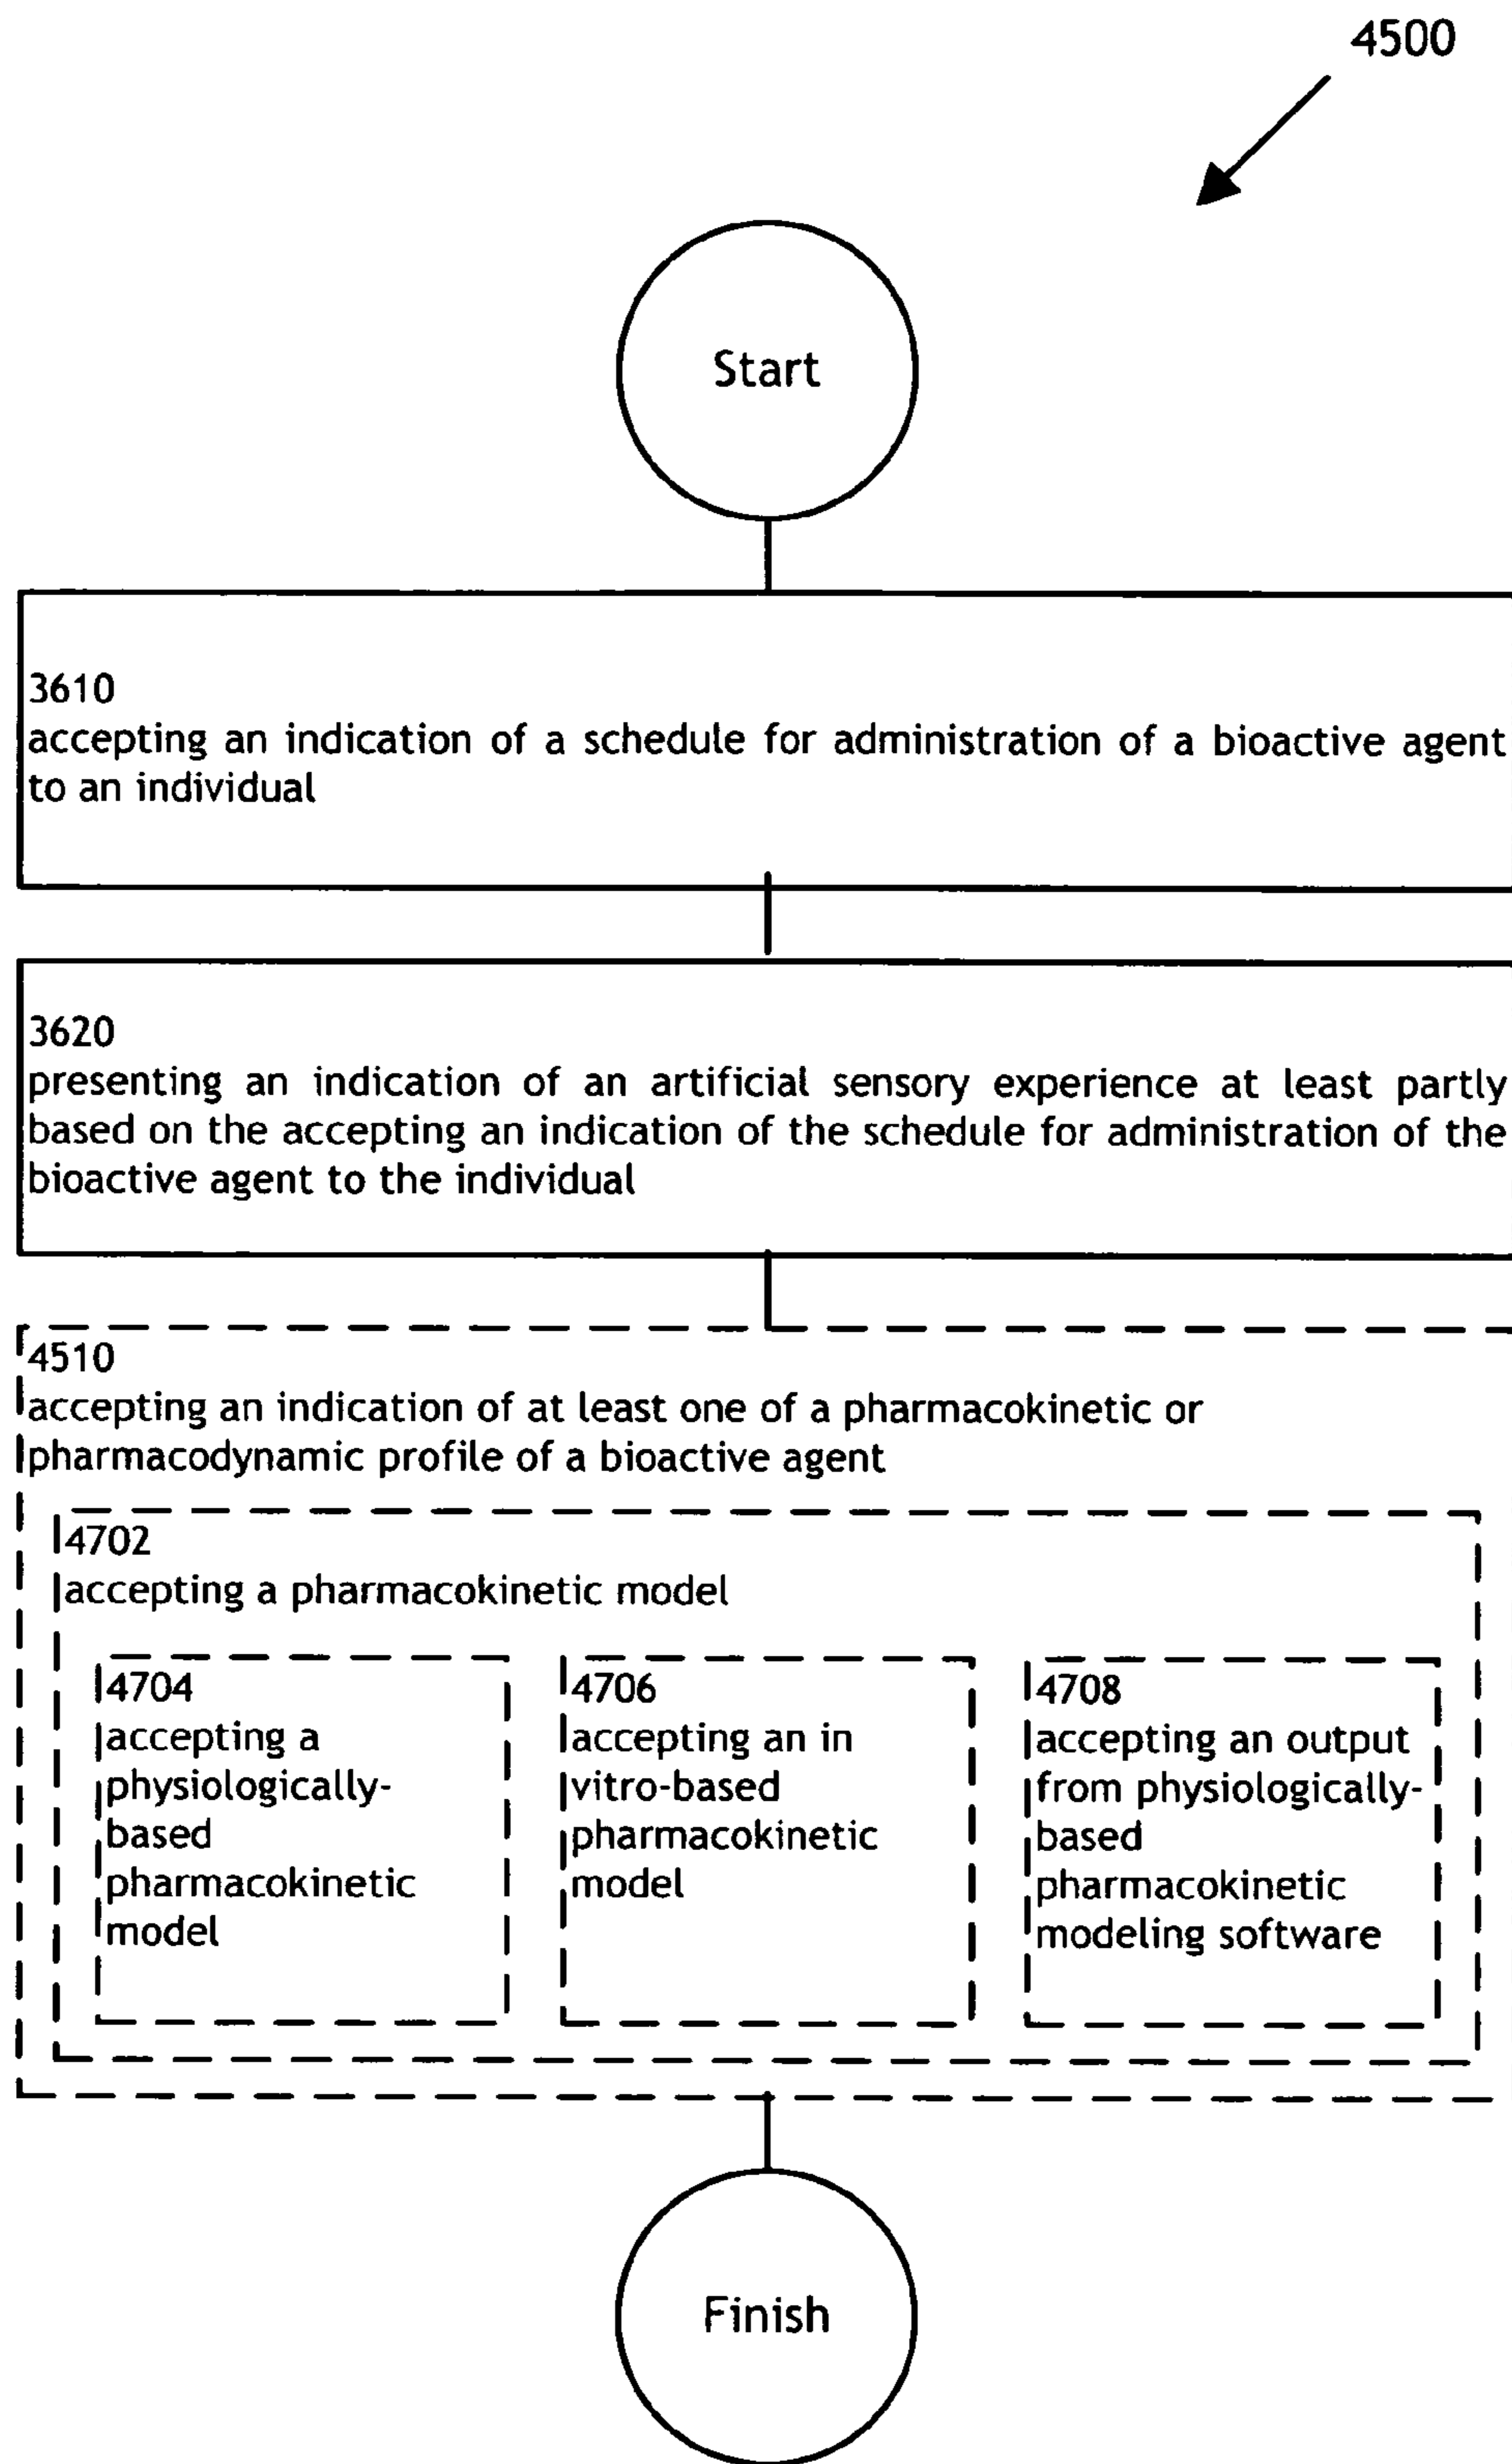 4500
Start
3610
accepting an indication of a schedule for administration of a bioactive agent
to an individual
3620
presenting an indication of an artificial sensory experience at least partly
based on the accepting an indication of the schedule for administration of the
bioactive agent to the individual
4510
accepting an indication of at least one of a pharmacokinetic or
pharmacodynamic profile of a bioactive agent
4702
accepting a pharmacokinetic model
4704
accepting a
physiologically-
based
pharmacokinetic
model
4706
accepting an in
vitro-based
pharmacokinetic
model
4708
accepting an output
from physiologically-
based
pharmacokinetic
modeling software
Finish